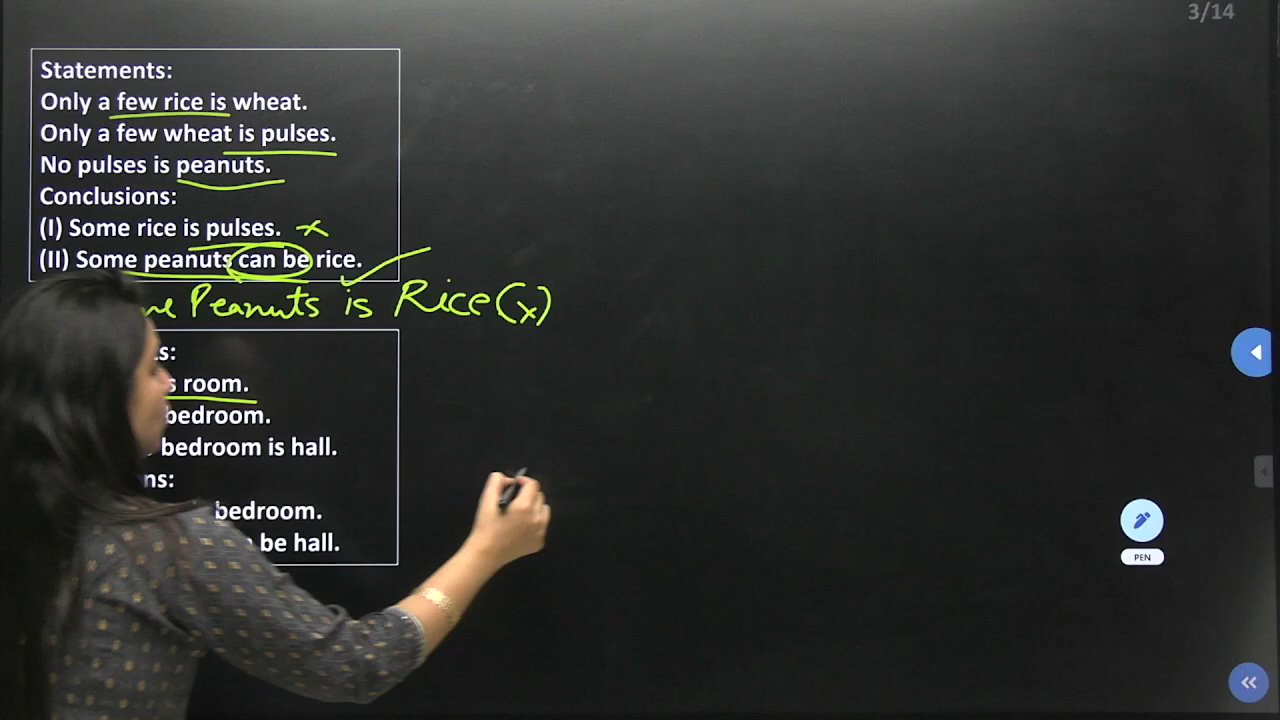 3/14
Statements:
Only a few rice is wheat.
Only a few wheat is pulses.
No pulses is peanuts.
Conclusions:
(I) Some rice is pulses. x
(II) Some peanuts can be rice.
Peanuts is Rice (x)
room.
bedroom.
bedroom is hall.
bedroom.
be hall.
PEN